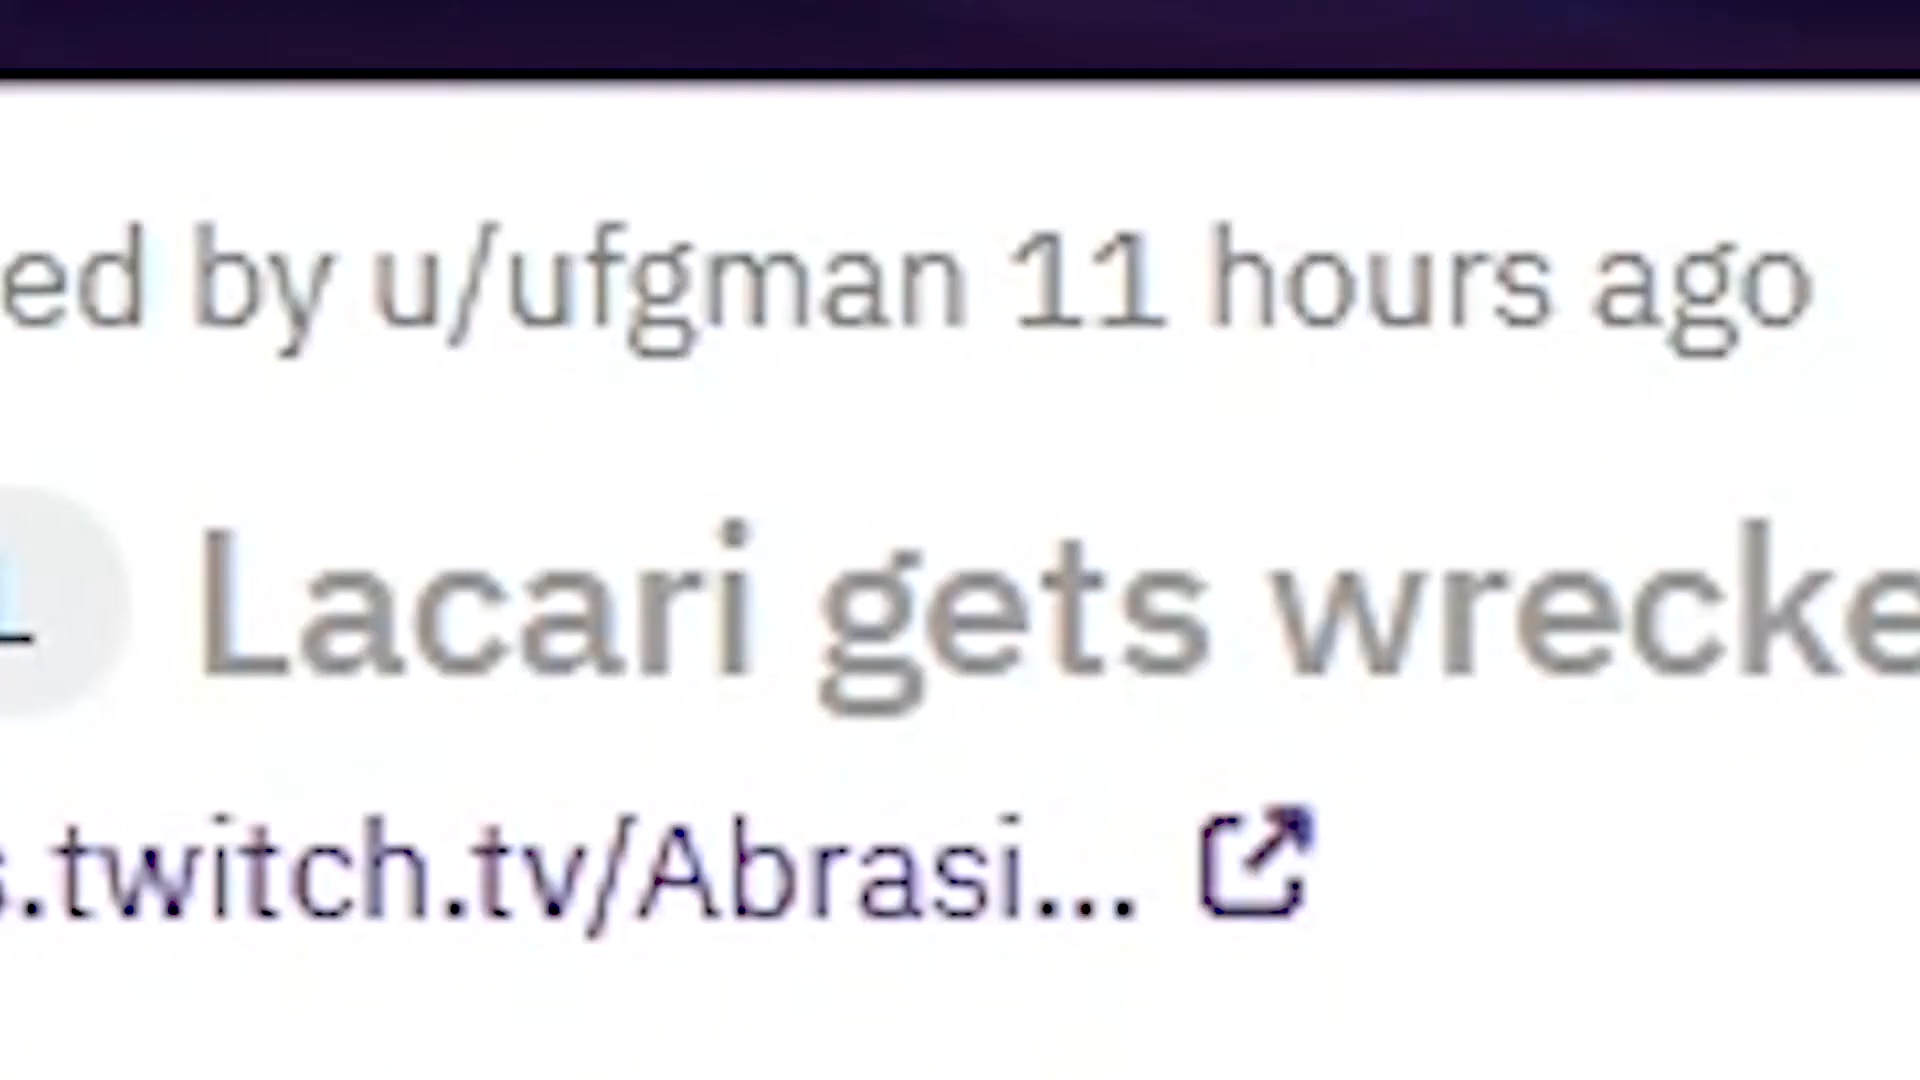 ed by u/ufgman 11 hours ago
Lacari gets wrecke
s.twitch.tv/Abrasi...